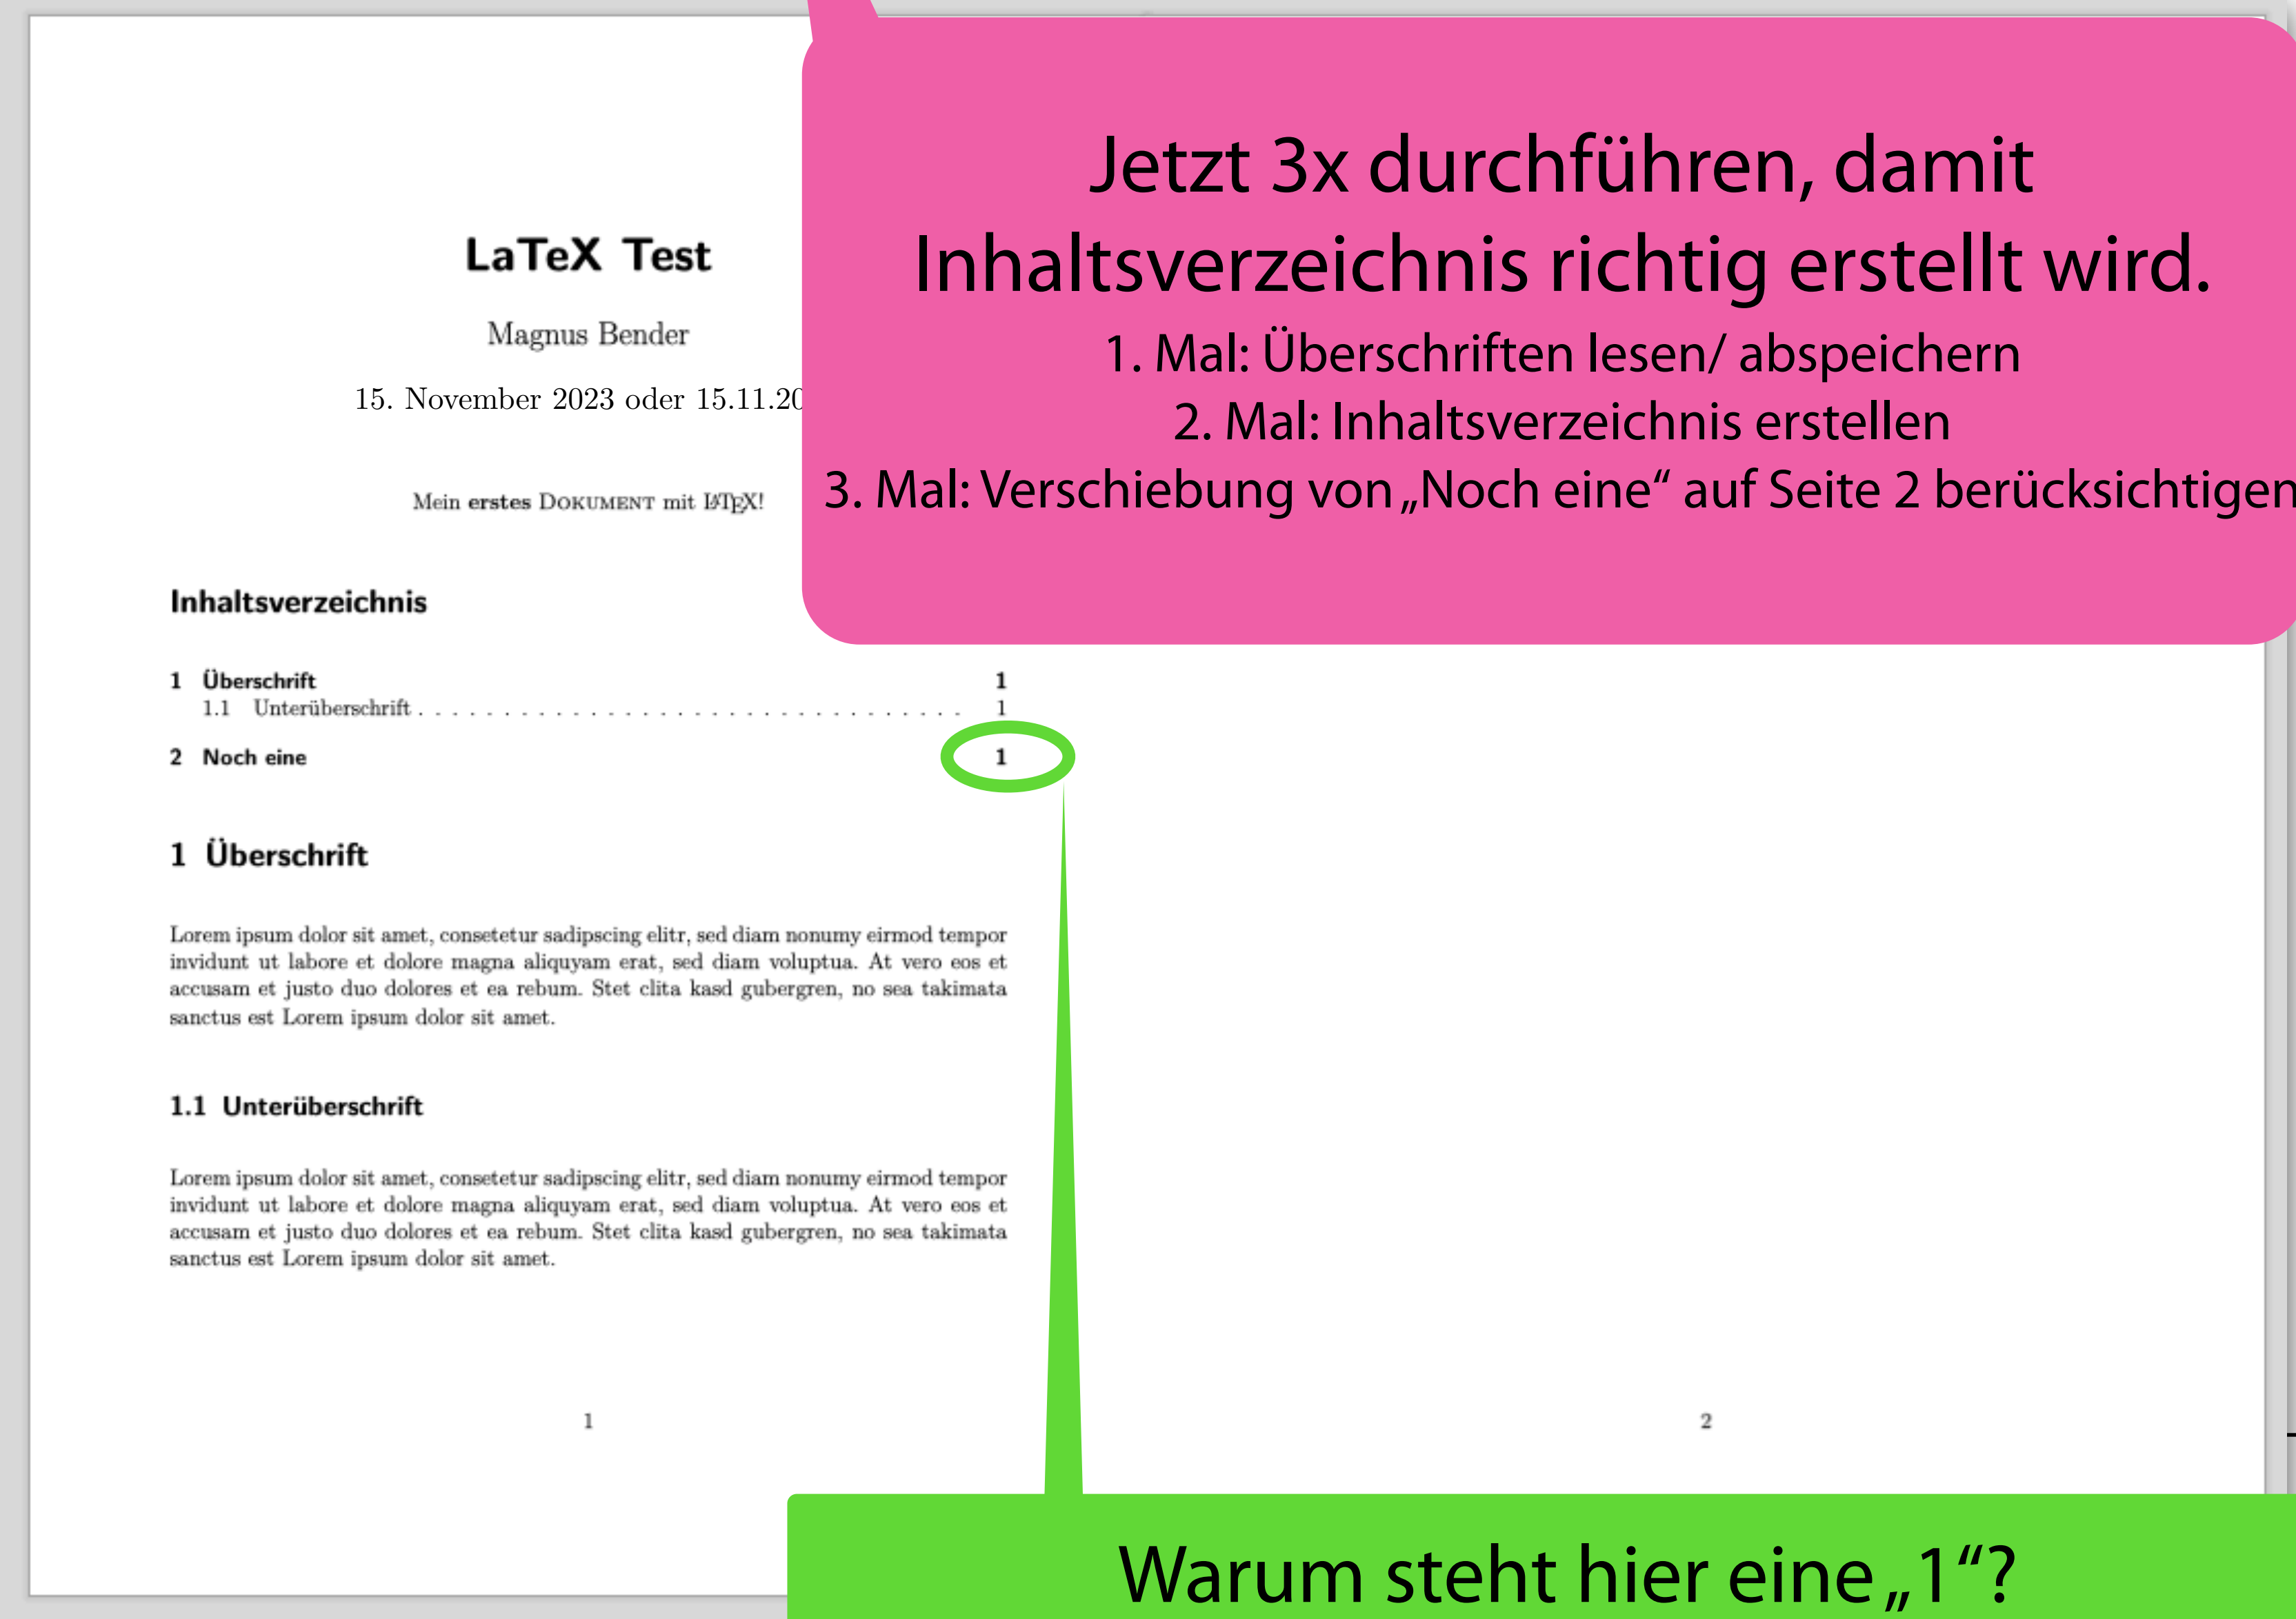 Jetzt 3x durchführen, damit
Inhaltsverzeichnis richtig erstellt wird.
1. Mal: Überschriften lesen/ abspeichern
2. Mal: Inhaltsverzeichnis erstellen
3. Mal: Verschiebung von „Noch eine“ auf Seite 2 berücksichtigen
LaTeX Test
Magnus Bender
15. November 2023 oder 15.11.20
Mein erstes DOKUMENT mit LATEX!
Inhaltsverzeichnis
1 Überschrift 1
1.1 Unterüberschrift . . . . . . . . . . . . . . . . . . . . . . . . . . . . . . . . 1
2 Noch eine 1
1 Überschrift
Lorem ipsum dolor sit amet, consetetur sadipscing elitr, sed diam nonumy eirmod tempor
invidunt ut labore et dolore magna aliquyam erat, sed diam voluptua. At vero eos et
accusam et justo duo dolores et ea rebum. Stet clita kasd gubergren, no sea takimata
sanctus est Lorem ipsum dolor sit amet.
1.1 Unterüberschrift
Lorem ipsum dolor sit amet, consetetur sadipscing elitr, sed diam nonumy eirmod tempor
invidunt ut labore et dolore magna aliquyam erat, sed diam voluptua. At vero eos et
accusam et justo duo dolores et ea rebum. Stet clita kasd gubergren, no sea takimata
sanctus est Lorem ipsum dolor sit amet.
1
2
Warum steht hier eine „1“?